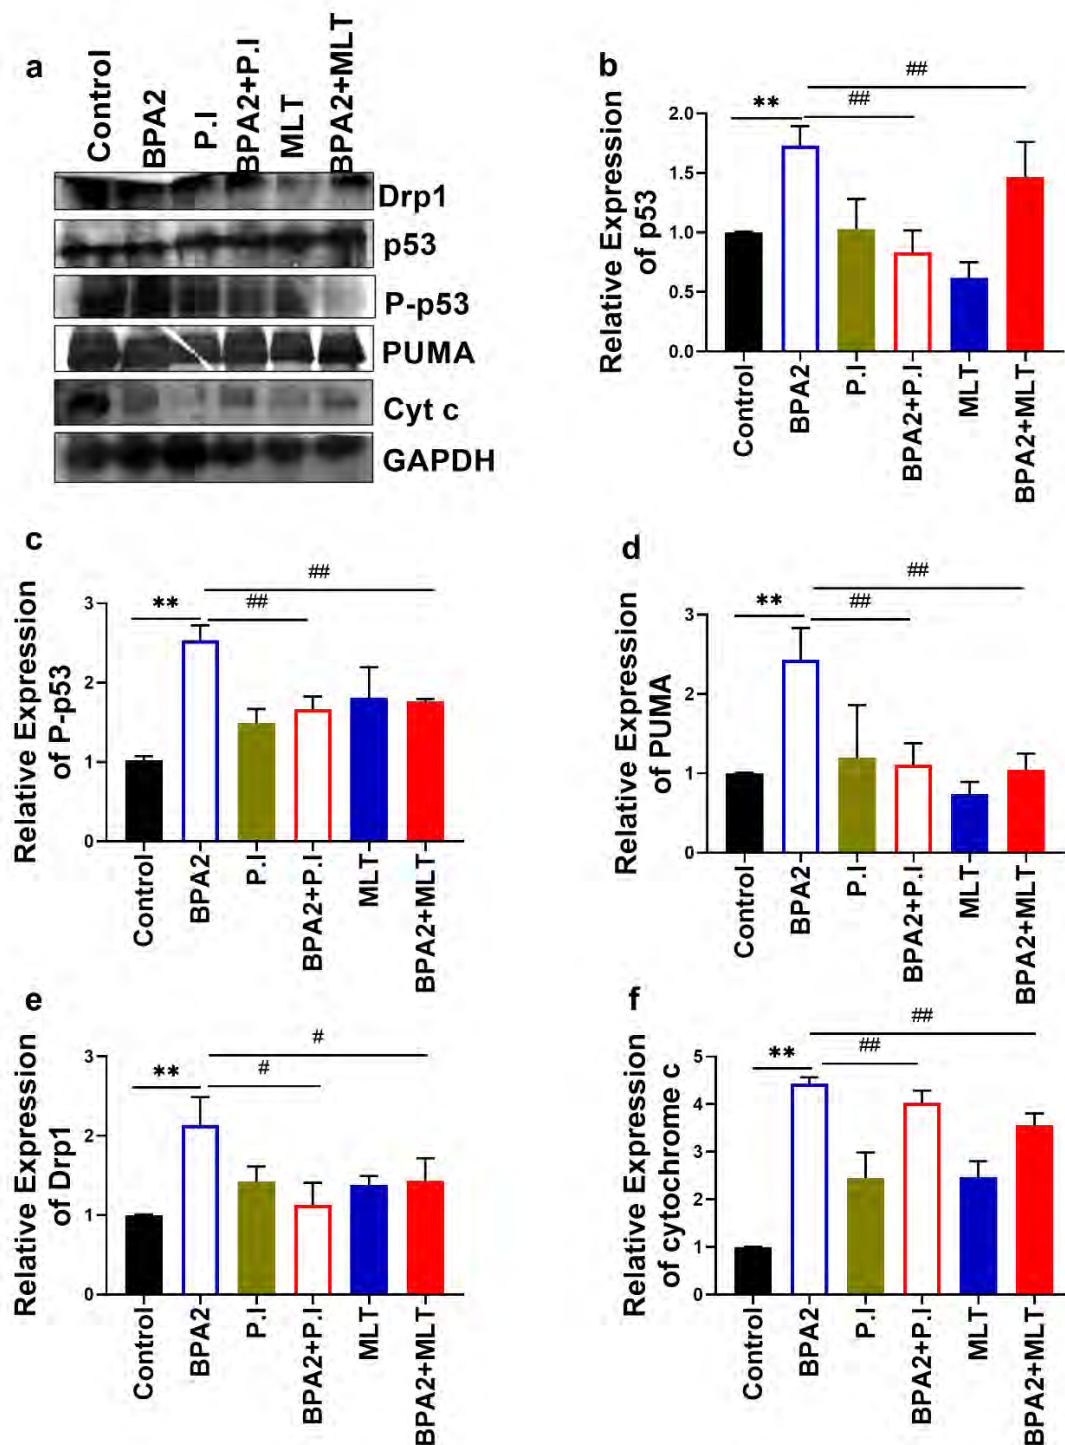 a
Control
BPA2
P.I
BPA2+P.I
MLT
BPA2+MLT
Drp1
p53
P-p53
PUMA
Cyt c
GAPDH
b
##
##
**
Relative Expression
of p53
2.0
1.5
1.0
0.5
0.0
Control
BPA2
P.I
BPA2+P.I
MLT
BPA2+MLT
c
##
##
**
Relative Expression
of P-p53
3
2
1
0
Control
BPA2
P.I
BPA2+P.I
MLT
BPA2+MLT
d
##
##
**
Relative Expression
of PUMA
3
2
1
0
Control
BPA2
P.I
BPA2+P.I
MLT
BPA2+MLT
e
#
#
**
Relative Expression
of Drp1
3
2
1
0
Control
BPA2
P.I
BPA2+P.I
MLT
BPA2+MLT
f
##
##
**
Relative Expression
of cytochrome c
5
4
3
2
1
0
Control
BPA2
P.I
BPA2+P.I
MLT
BPA2+MLT